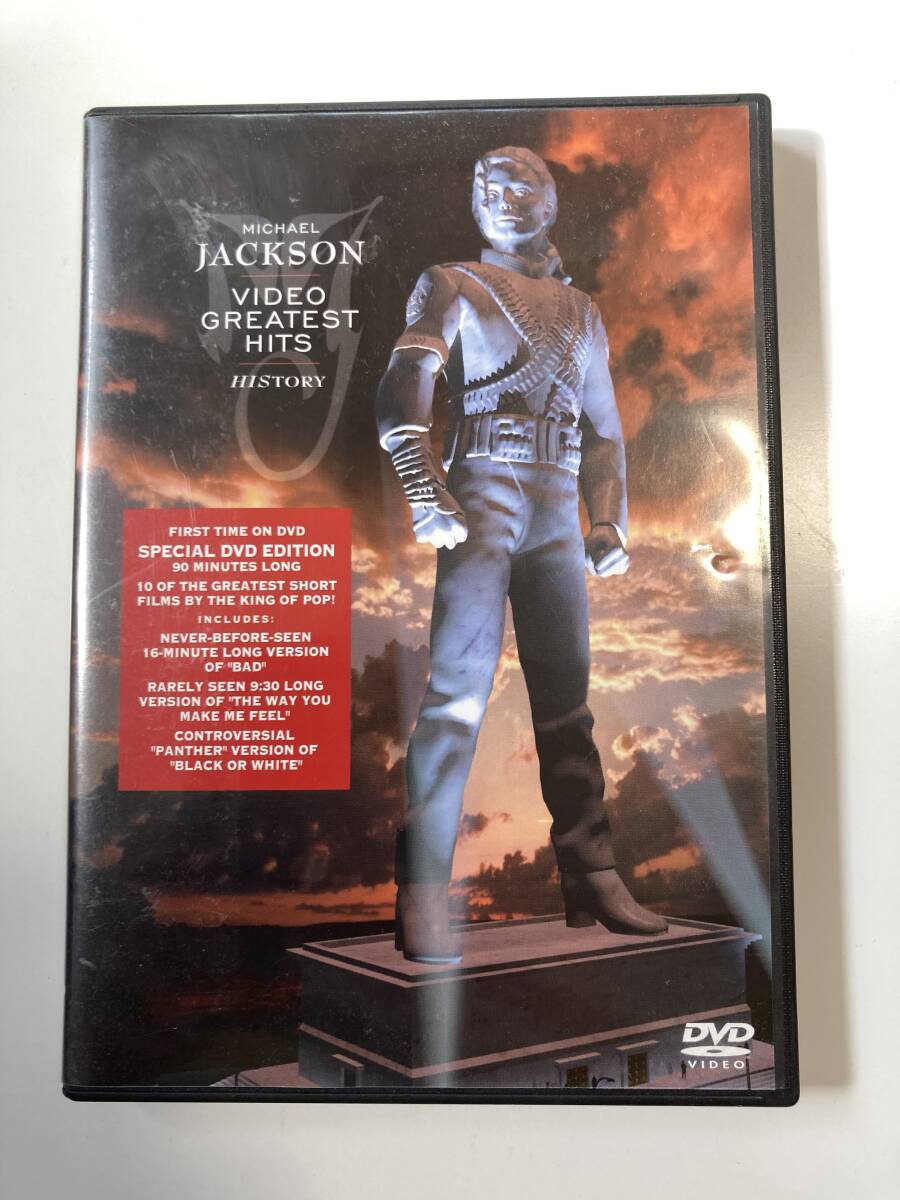 MICHAEL
JACKSON
VIDEO
GREATEST
HITS
HISTORY
FIRST TIME ON DVD
SPECIAL DVD EDITION
90 MINUTES LONG
10 OF THE GREATEST SHORT
FILMS BY THE KING OF POP!
INCLUDES:
NEVER-BEFORE-SEEN
16-MINUTE LONG VERSION
OF "BAD"
RARELY SEEN 9:30 LONG
VERSION OF "THE WAY YOU
MAKE ME FEEL"
CONTROVERSIAL
"PANTHER" VERSION OF
"BLACK OR WHITE"
DVD
VIDEO